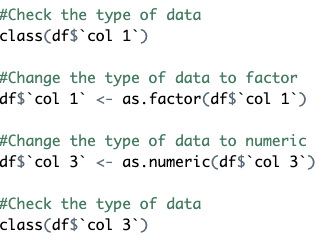 #Check the type of data
class(df$`col 1`)
#Change the type of data to factor
df$`col 1` <- as.factor(df$`col 1`)
#Change the type of data to numeric
df$`col 3` <- as.numeric(df$`col 3`)
#Check the type of data
class(df$`col 3`)